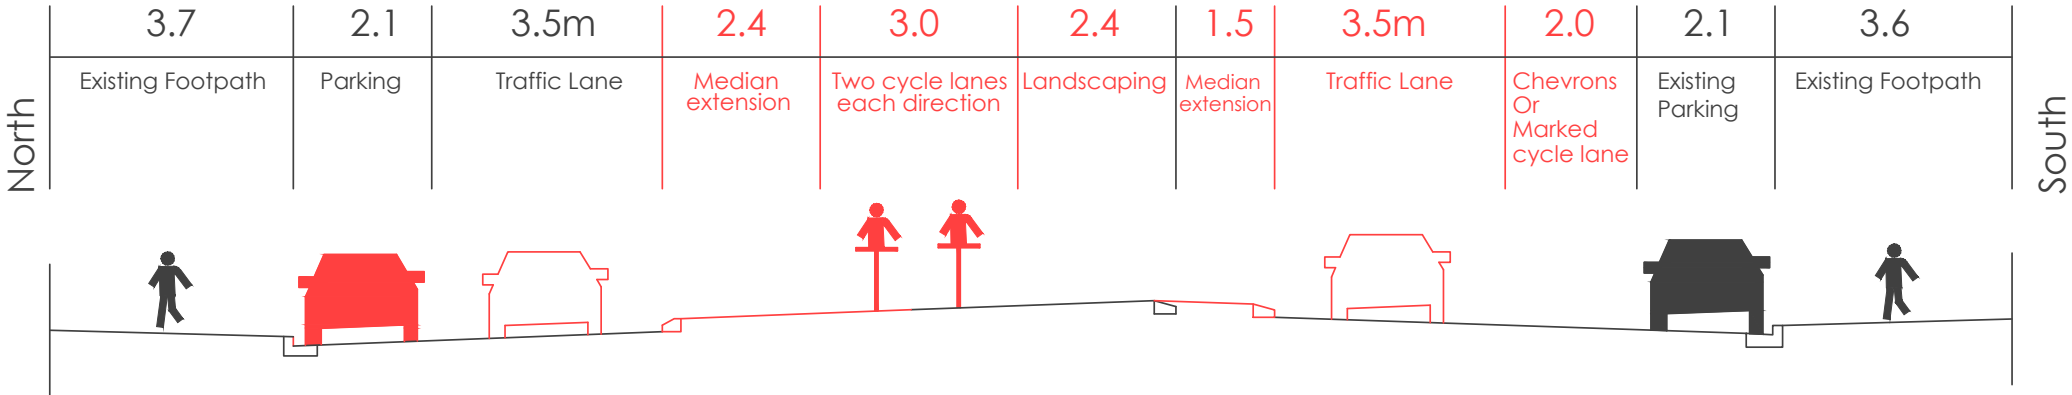 3.7
2.1
3.5m
2.4
3.0
2.4
1.5
3.5m
2.0
2.1
3.6
North
Existing Footpath
Parking
Traffic Lane
Median
extension
Two cycle lanes
each direction
Landscaping
Median
extension
Traffic Lane
Chevrons
Or
Marked
cycle lane
Existing
Parking
Existing Footpath
South